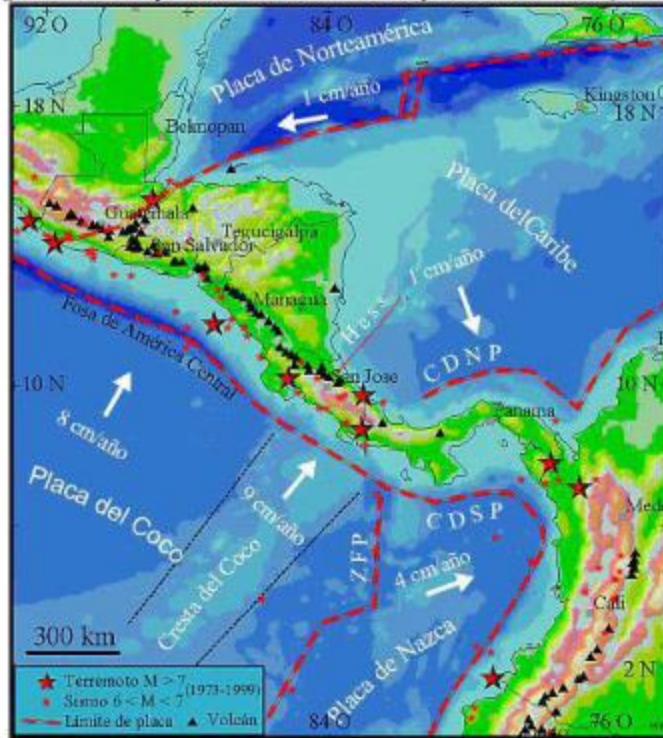 92 O
84 O
76 O
Placa de Norteamérica
1 cm/año
18 N
Kingston
18 N
Belmopan
Placa del Caribe
Guatemala
Tegucigalpa
San Salvador
1 cm/año
Managua
Hess
Fosa de América Central
CDNP
San Jose
10 N
10 N
Panama
8 cm/año
Placa del Coco
9 cm/año
CDSP
ZFP
4 cm/año
Cresta del Coco
Cali
300 km
Placa de Nazca
2 N
Terremoto M > 7
(1973-1999)
Sismo 6 < M < 7
Límite de placa
Volcán
84 O
76 O